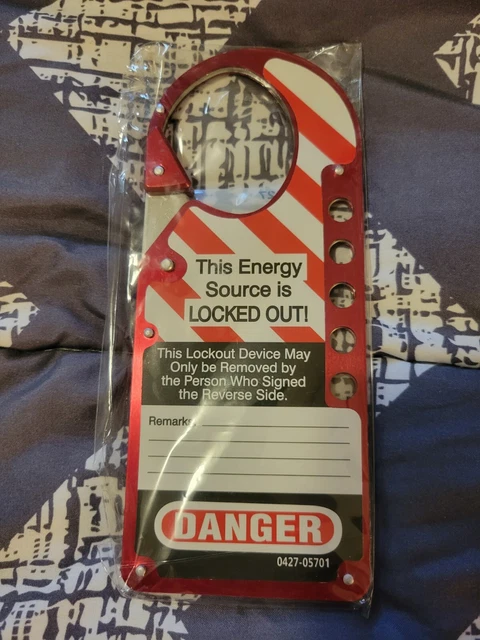 This Energy
Source is
LOCKED OUT!
This Lockout Device May
Only be Removed by
the Person Who Signed
the Reverse Side.
Remarks
DANGER
0427-05701